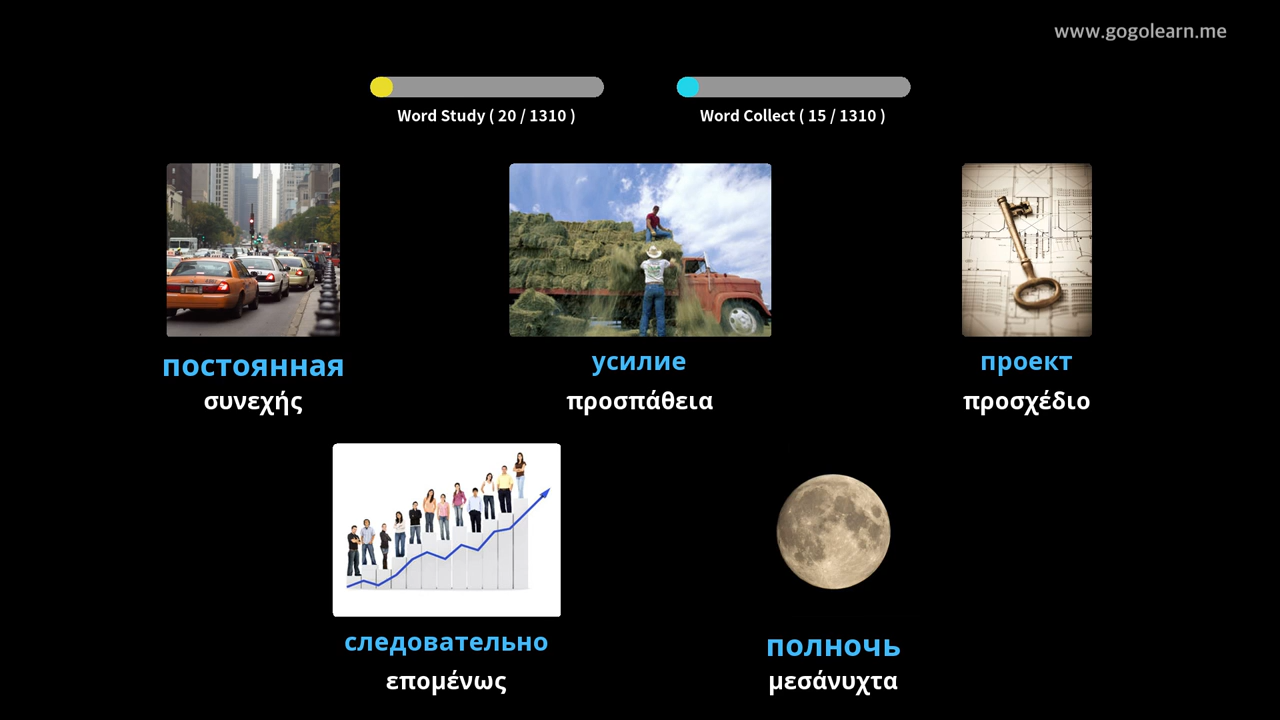 www.gogolearn.me
Word Study ( 20 / 1310 )
Word Collect ( 15 / 1310 )
постоянная
συνεχής
усилие
προσπάθεια
проект
προσχέδιο
следовательно
επομένως
полночь
μεσάνυχτα